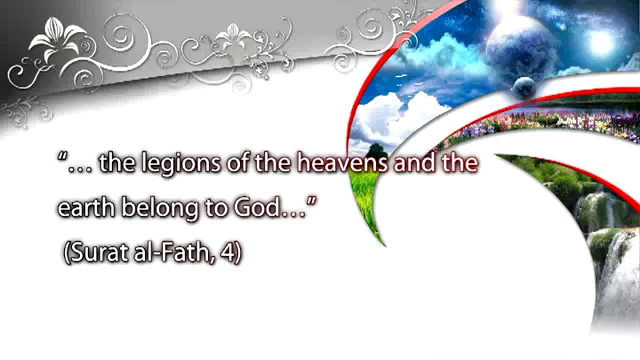 “… the legions of the heavens and the
earth belong to God…”
(Surat al-Fath, 4)